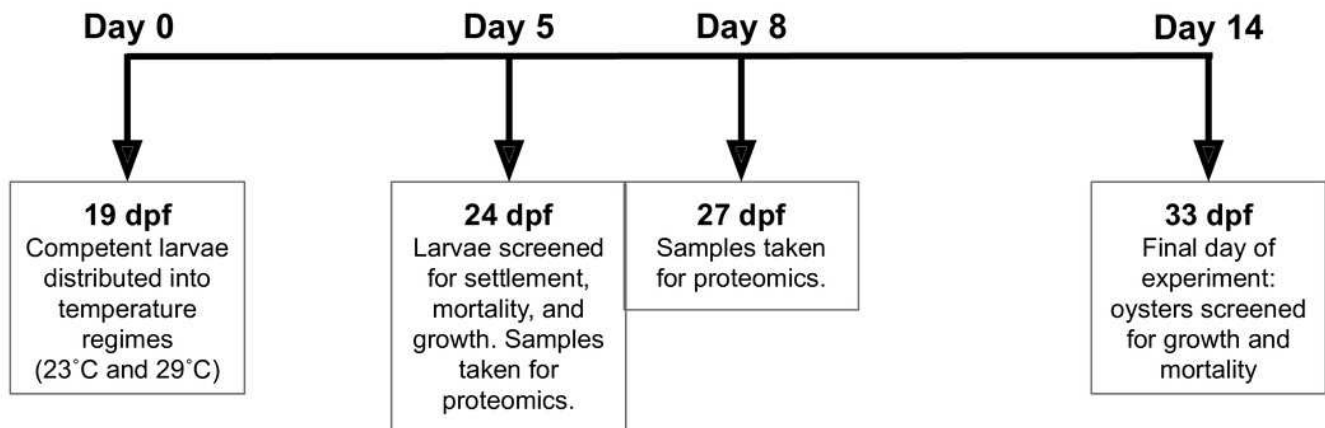 Day 0
Day 5
Day 8
Day 14
19 dpf
Competent larvae
distributed into
temperature
regimes
(23˚C and 29˚C)
24 dpf
Larvae screened
for settlement,
mortality, and
growth. Samples
taken for
proteomics.
27 dpf
Samples taken
for proteomics.
33 dpf
Final day of
experiment:
oysters screened
for growth and
mortality